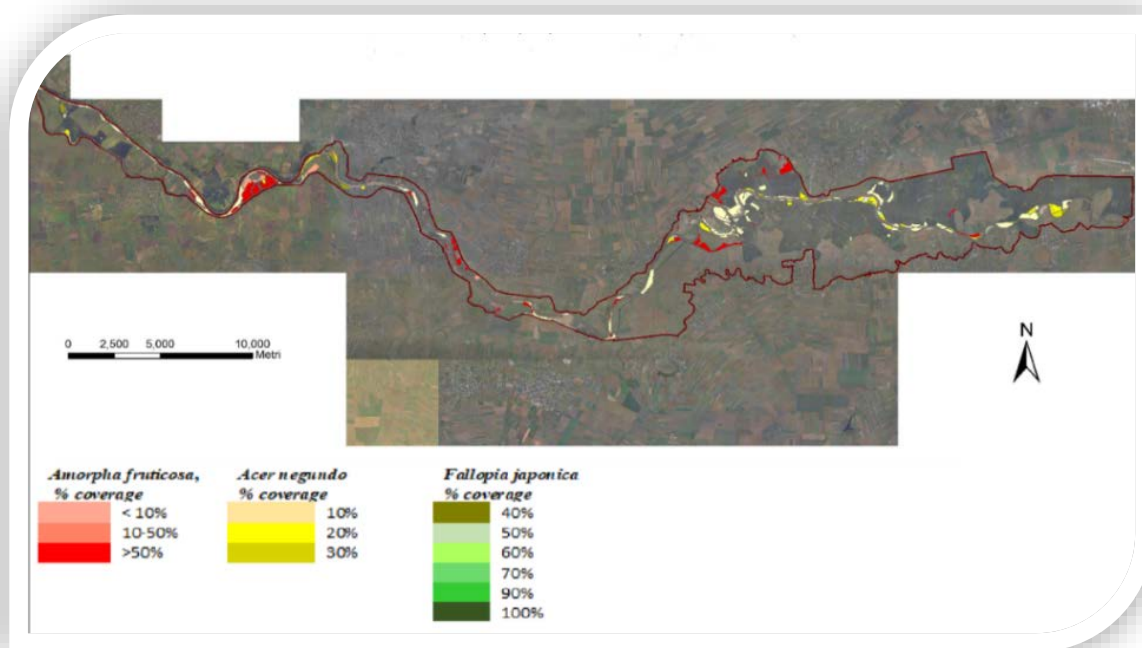 N
0 2,500 5,000 10,000
Metri
Amorpha fruticosa,
% coverage
< 10%
10-50%
>50%
Acer negundo
% coverage
10%
20%
30%
Fallopia japonica
% coverage
40%
50%
60%
70%
90%
100%